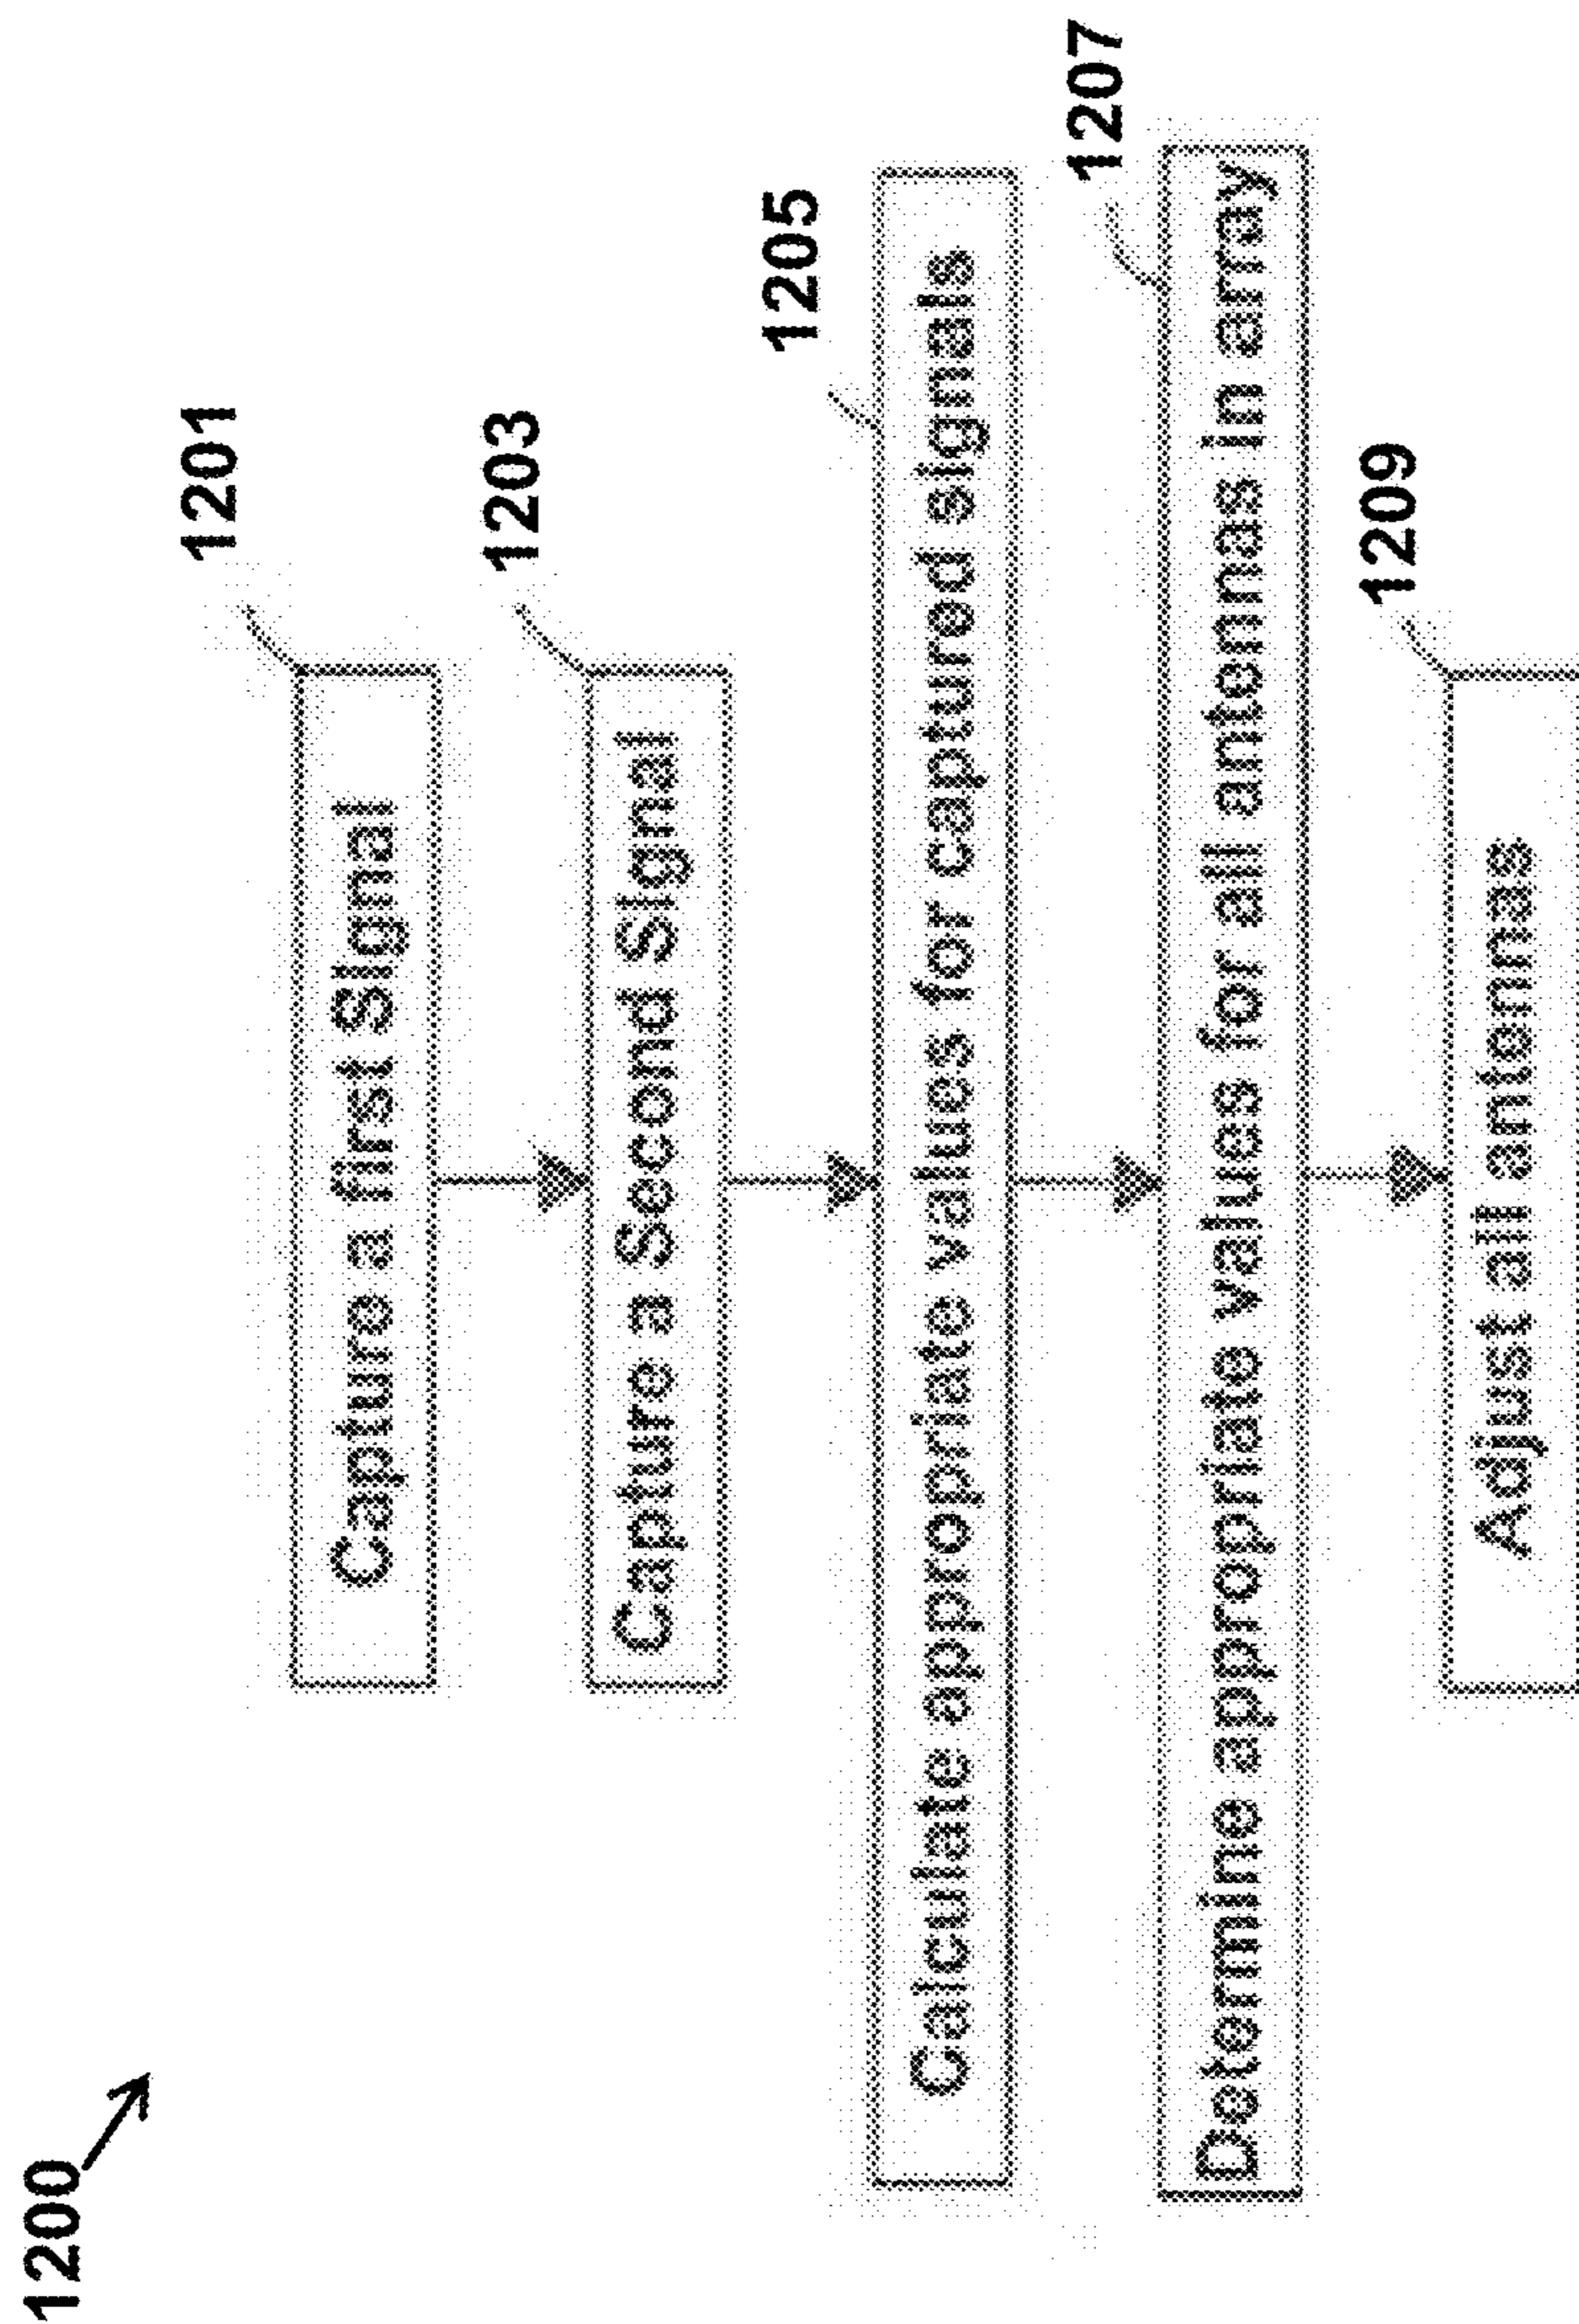 1200
1201
Capture a first Signal
1203
Capture a Second Signal
1205
Calculate appropriate values for captured signals
1207
Determine appropriate values for all antennas in array
1209
Adjust all antennas